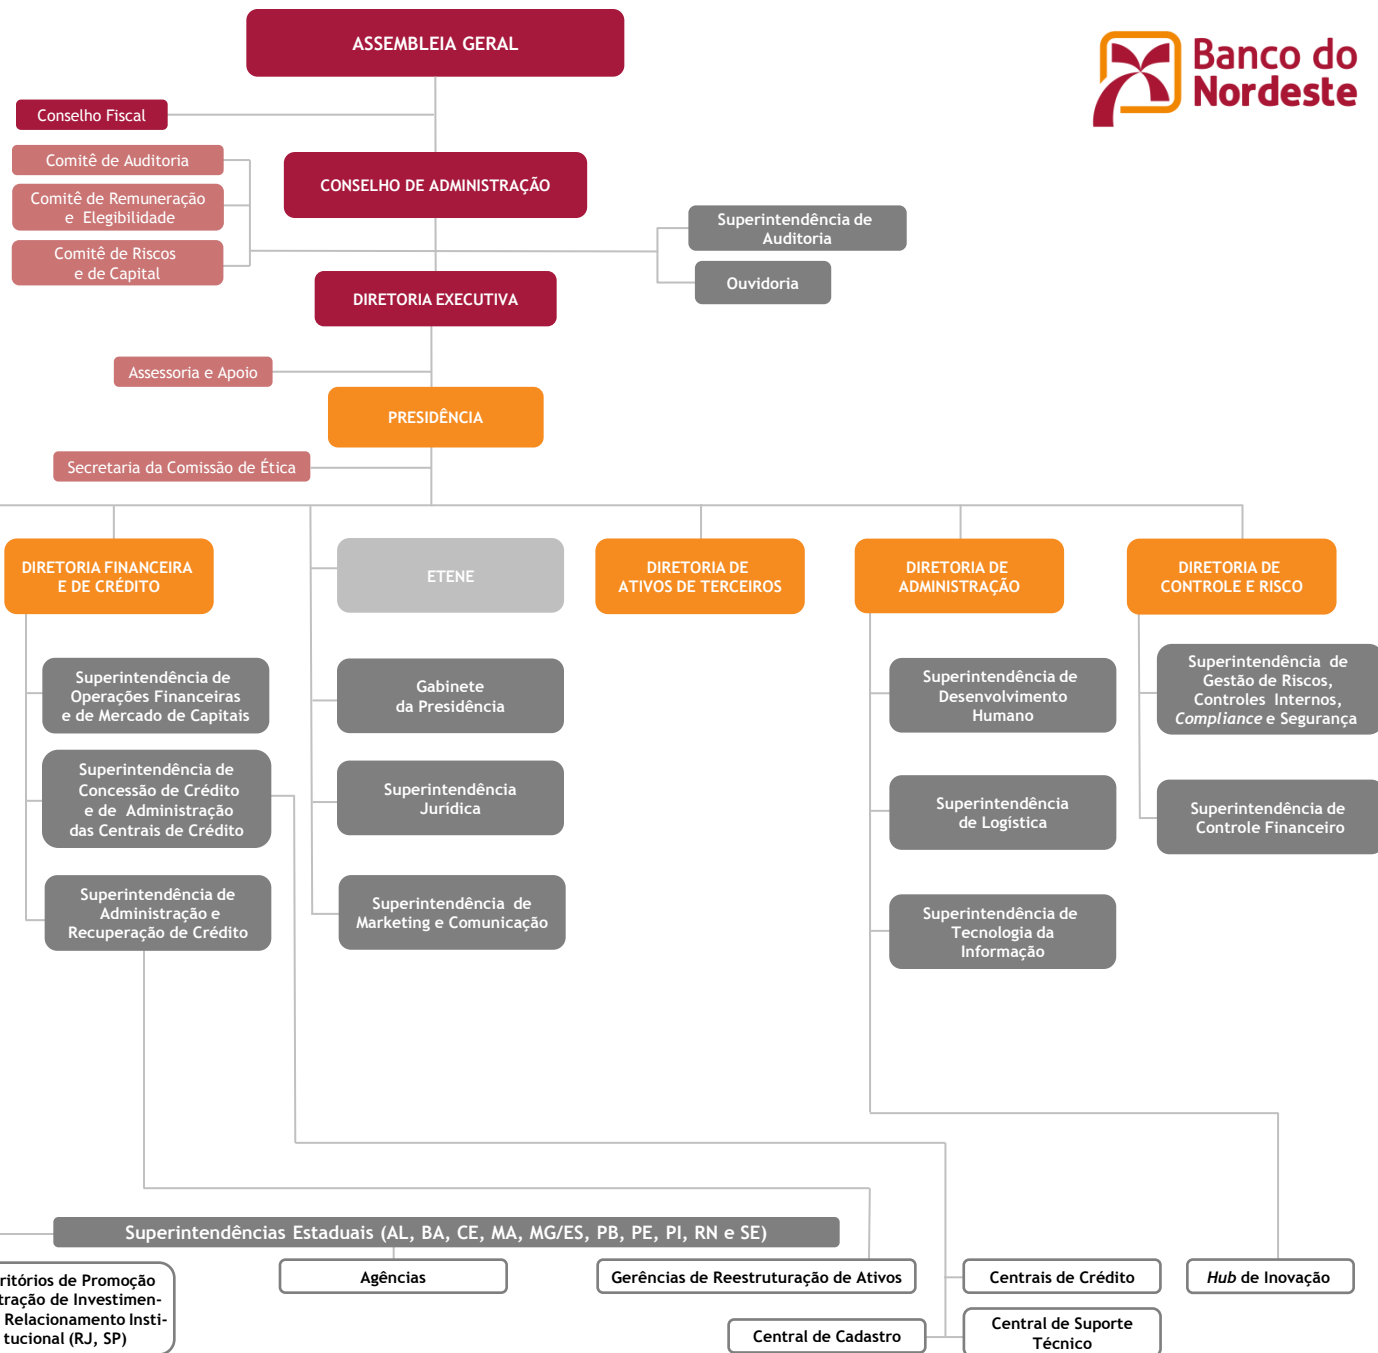 ASSEMBLEIA GERAL
Banco do
Nordeste
Conselho Fiscal
Comitê de Auditoria
Comitê de Remuneração
e Elegibilidade
Comitê de Riscos
e de Capital
CONSELHO DE ADMINISTRAÇÃO
Superintendência de
Auditoria
Ouvidoria
DIRETORIA EXECUTIVA
Assessoria e Apoio
PRESIDÊNCIA
Secretaria da Comissão de Ética
DIRETORIA FINANCEIRA
E DE CRÉDITO
ETENE
DIRETORIA DE
ATIVOS DE TERCEIROS
DIRETORIA DE
ADMINISTRAÇÃO
DIRETORIA DE
CONTROLE E RISCO
Superintendência de
Operações Financeiras
e de Mercado de Capitais
Gabinete
da Presidência
Superintendência de
Desenvolvimento
Humano
Superintendência de
Gestão de Riscos,
Controles Internos,
Compliance e Segurança
Superintendência de
Concessão de Crédito
e de Administração
das Centrais de Crédito
Superintendência
Jurídica
Superintendência
de Logística
Superintendência de
Controle Financeiro
Superintendência de
Administração e
Recuperação de Crédito
Superintendência de
Marketing e Comunicação
Superintendência de
Tecnologia da
Informação
Superintendências Estaduais (AL, BA, CE, MA, MG/ES, PB, PE, PI, RN e SE)
ritórios de Promoção
tração de Investimen-
Relacionamento Insti-
tucional (RJ, SP)
Agências
Gerências de Reestruturação de Ativos
Centrais de Crédito
Hub de Inovação
Central de Cadastro
Central de Suporte
Técnico